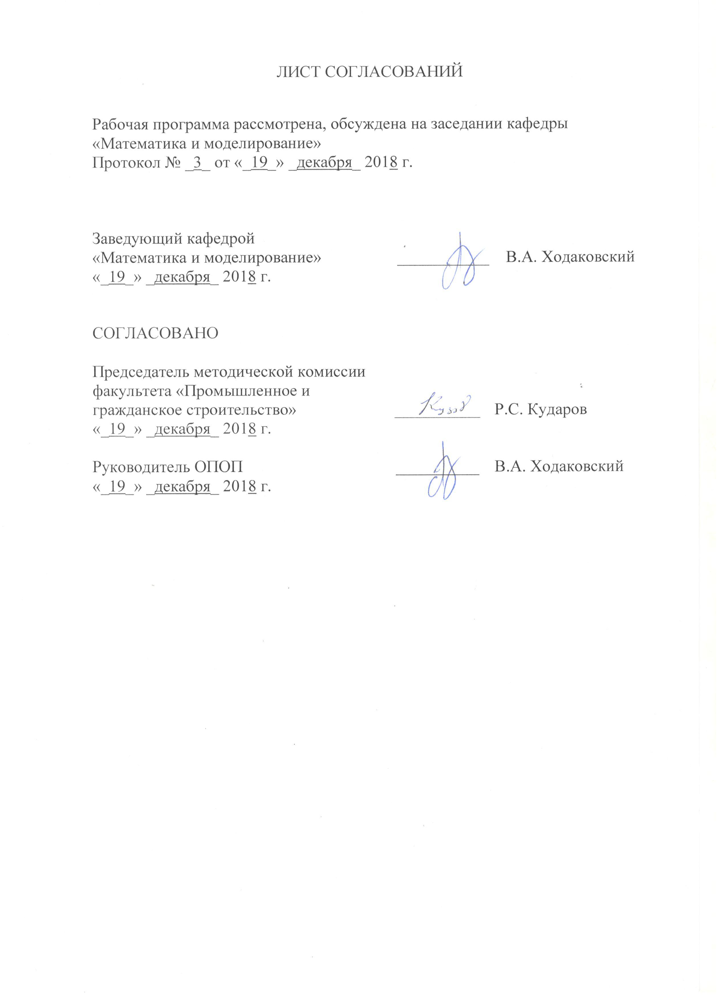 ЛИСТ СОГЛАСОВАНИЙ
Рабочая программа рассмотрена, обсуждена на заседании кафедры
«Математика и моделирование»
Протокол № _3_ от «_19_» _декабря_ 2018 г.
Заведующий кафедрой
«Математика и моделирование» ___________ В.А. Ходаковский
«_19_» _декабря_ 2018 г.
СОГЛАСОВАНО
Председатель методической комиссии
факультета «Промышленное и
гражданское строительство» __________ Р.С. Кударов
«_19_» _декабря_ 2018 г.
Руководитель ОПОП __________ В.А. Ходаковский
«_19_» _декабря_ 2018 г.